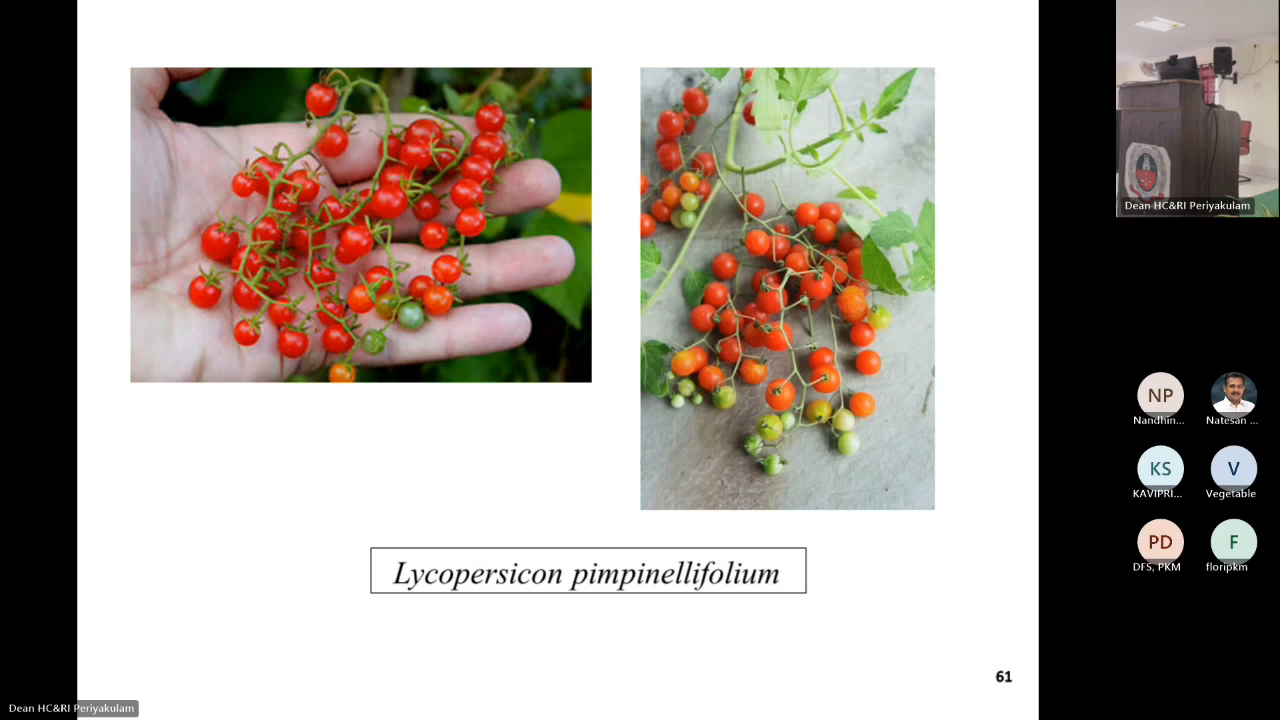 Lycopersicon pimpinellifolium
61
Dean HC&RI Periyakulam
Dean HC&RI Periyakulam
NP
Nandhin...
Natesan ...
KS
KAVIPRI...
V
Vegetable
PD
DFS, PKM
F
floripkm